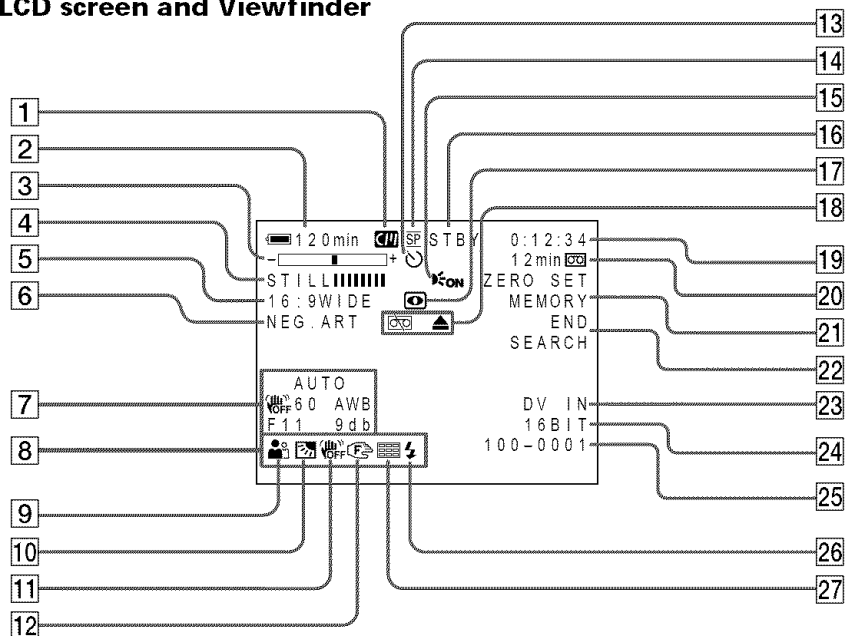 LCD screen and Viewfinder
13
14
15
16
17
18
1
2
3
4
5
6
120min SP STBY 0:12:34
- + 12min
STILL ON ZERO SET
16:9WIDE MEMORY
NEG.ART END
SEARCH
19
20
21
22
7
8
AUTO
OFF 60 AWB DV IN
F11 9db 16BIT
OFF F 100-0001
23
24
25
9
10
11
12
26
27